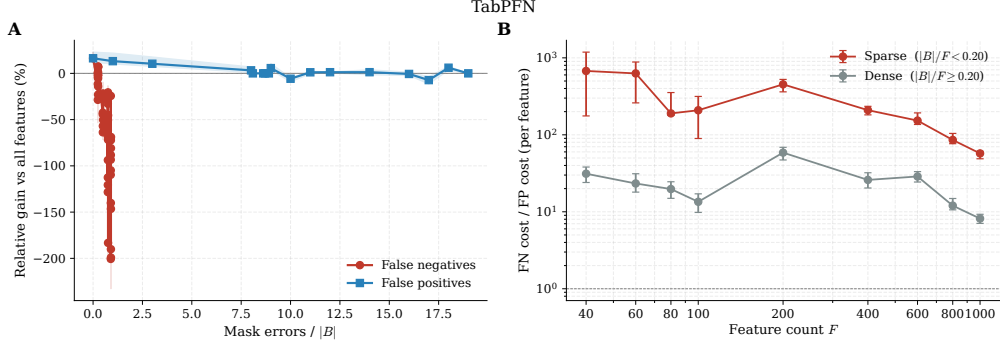 TabPFN
A
Relative gain vs all features (%)
0
−50
−100
−150
−200
0.0 2.5 5.0 7.5 10.0 12.5 15.0 17.5
Mask errors / |B|
False negatives
False positives
B
FN cost / FP cost (per feature)
10³
10²
10¹
10⁰
40 60 80 100 200 400 600 800 1000
Feature count F
Sparse (|B|/F < 0.20)
Dense (|B|/F ≥ 0.20)